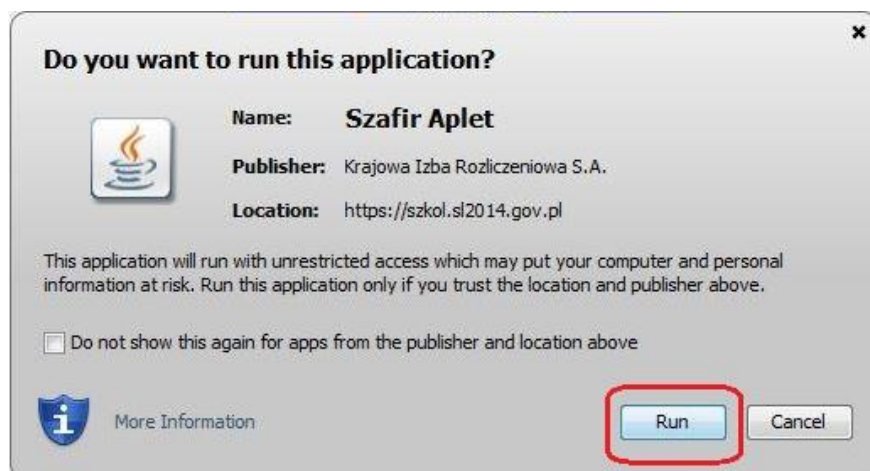 Do you want to run this application?
Name: Szafir Aplet
Publisher: Krajowa Izba Rozliczeniowa S.A.
Location: https://szkol.sl2014.gov.pl
This application will run with unrestricted access which may put your computer and personal
information at risk. Run this application only if you trust the location and publisher above.
Do not show this again for apps from the publisher and location above
More Information
Run
Cancel